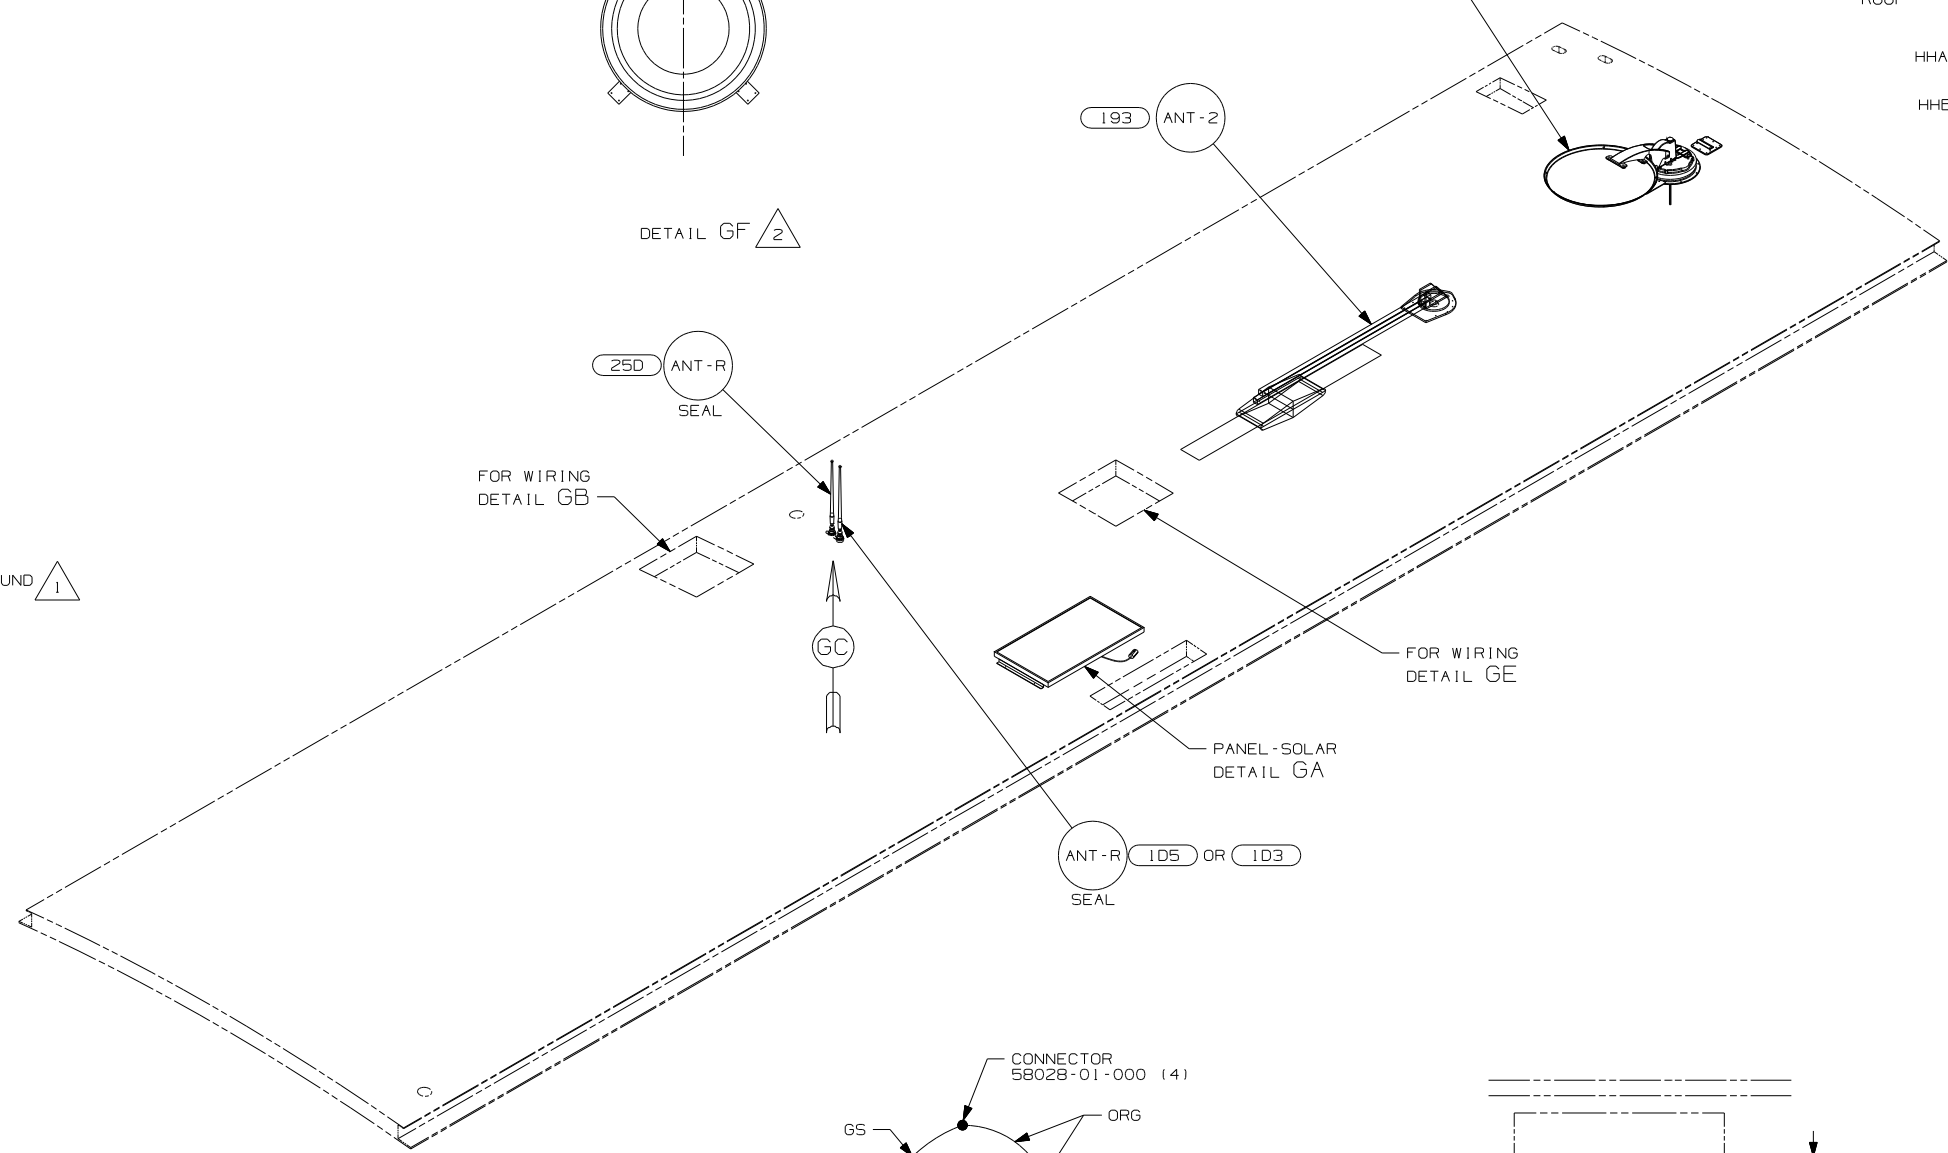 HHA
193
ANT-2
DETAIL GF
2
25D
ANT-R
SEAL
FOR WIRING
DETAIL GB
UND
1
GC
FOR WIRING
DETAIL GE
PANEL-SOLAR
DETAIL GA
ANT-R
1D5 OR 1D3
SEAL
CONNECTOR
58028-01-000 (4)
GS
ORG